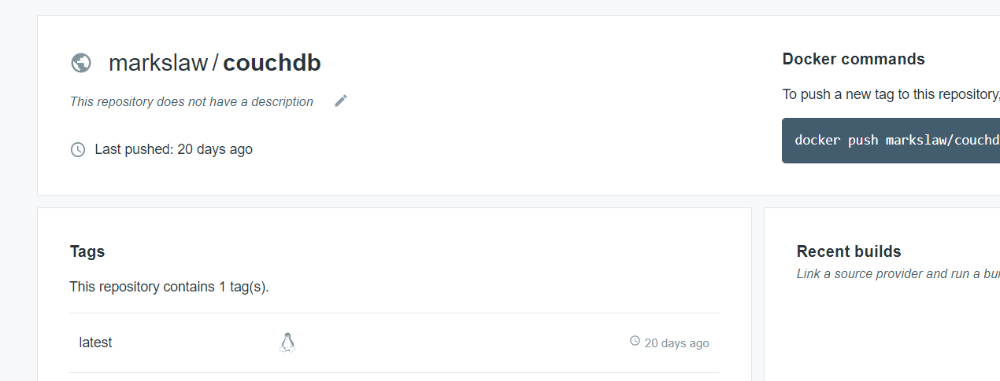 markslaw / couchdb
This repository does not have a description
Last pushed: 20 days ago
Docker commands
To push a new tag to this repository,
docker push markslaw/couchd
Tags
This repository contains 1 tag(s).
latest
20 days ago
Recent builds
Link a source provider and run a